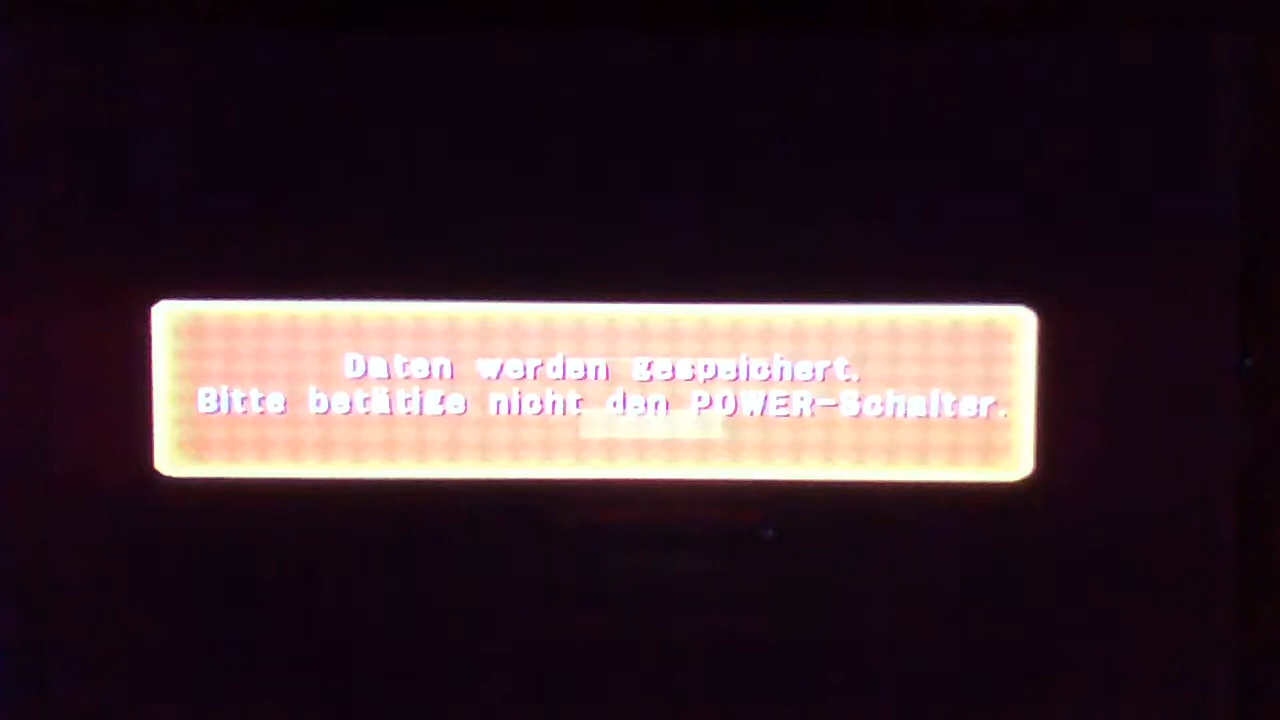 Daten werden gespeichert.
Bitte betätige nicht den POWER-Schalter.